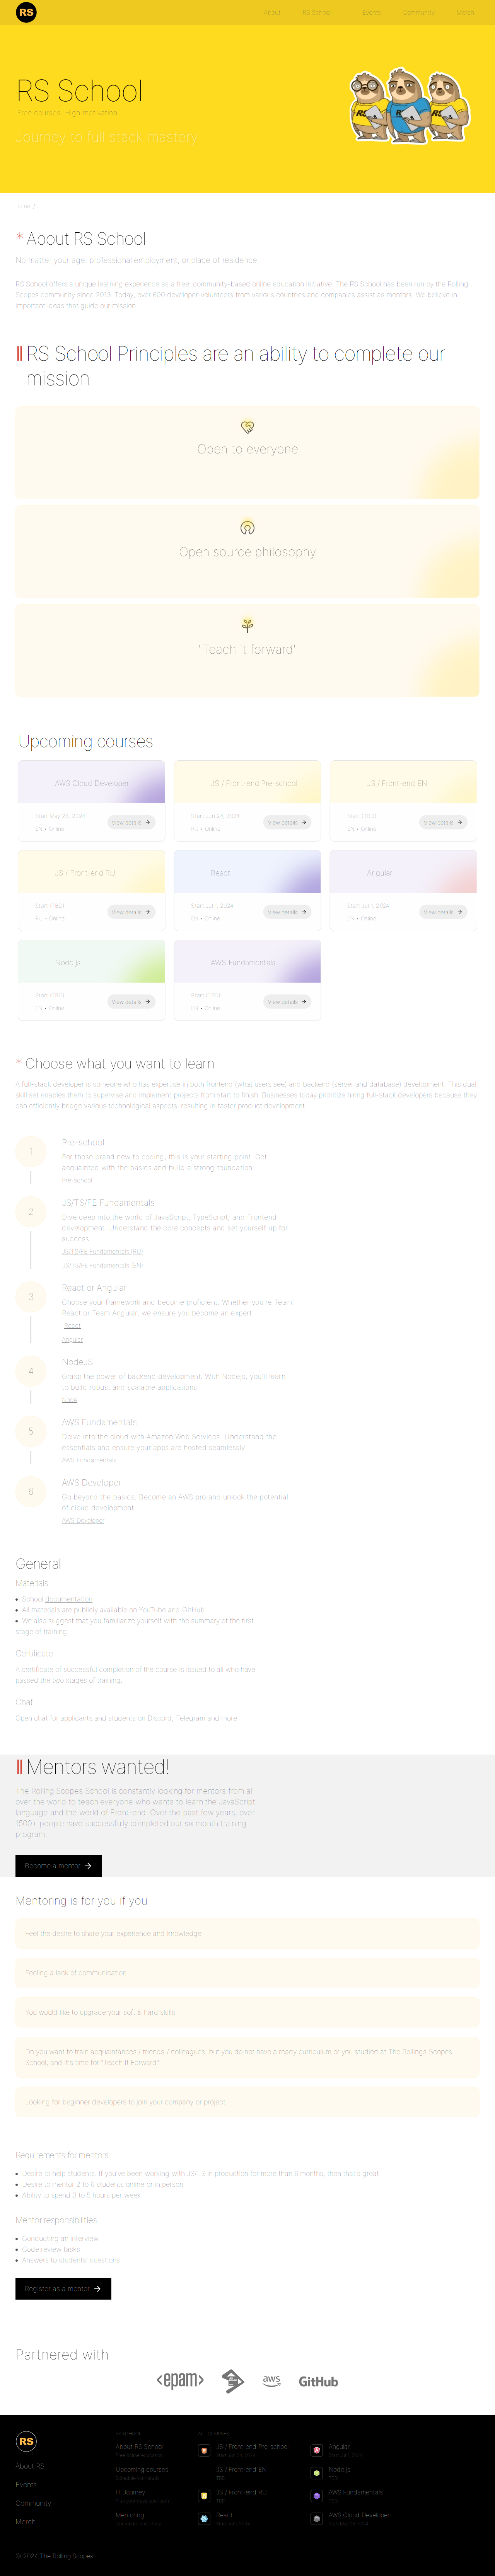 RS
About
RS School
Events
Community
Merch
RS School
Free courses. High motivation
Journey to full stack mastery
Home /
* About RS School
No matter your age, professional employment, or place of residence.
RS School offers a unique learning experience as a free, community-based online education initiative. The RS School has been run by the Rolling
Scopes community since 2013. Today, over 600 developer-volunteers from various countries and companies assist as mentors. We believe in
important ideas that guide our mission.
RS School Principles are an ability to complete our
mission
Open to everyone
Open source philosophy
"Teach it forward"
Upcoming courses
AWS Cloud Developer
Start May 26, 2024
EN • Online
View details →
JS / Front-end Pre-school
Start Jun 24, 2024
RU • Online
View details →
JS / Front-end EN
Start (TBD)
EN • Online
View details →
JS / Front-end RU
Start (TBD)
RU • Online
View details →
React
Start Jul 1, 2024
EN • Online
View details →
Angular
Start Jul 1, 2024
EN • Online
View details →
Node.js
Start (TBD)
EN • Online
View details →
AWS Fundamentals
Start (TBD)
EN • Online
View details →
* Choose what you want to learn
A full-stack developer is someone who has expertise in both frontend (what users see) and backend (server and database) development. This dual
skill set enables them to supervise and implement projects from start to finish. Businesses today prioritize hiring full-stack developers because they
can efficiently bridge various technological aspects, resulting in faster product development.
1
Pre-school
For those brand new to coding, this is your starting point. Get
acquainted with the basics and build a strong foundation.
Pre-school
2
JS/TS/FE Fundamentals
Dive deep into the world of JavaScript, TypeScript, and Frontend
development. Understand the core concepts and set yourself up for
success.
JS/TS/FE Fundamentals (RU)
JS/TS/FE Fundamentals (EN)
3
React or Angular
Choose your framework and become proficient. Whether you're Team
React or Team Angular, we ensure you become an expert.
React
Angular
4
NodeJS
Grasp the power of backend development. With Nodejs, you'll learn
to build robust and scalable applications.
Node
5
AWS Fundamentals
Delve into the cloud with Amazon Web Services. Understand the
essentials and ensure your apps are hosted seamlessly.
AWS Fundamentals
6
AWS Developer
Go beyond the basics. Become an AWS pro and unlock the potential
of cloud development.
AWS Developer
General
Materials
• School documentation
• All materials are publicly available on YouTube and GitHub
• We also suggest that you familiarize yourself with the summary of the first
stage of training.
Certificate
A certificate of successful completion of the course is issued to all who have
passed the two stages of training.
Chat
Open chat for applicants and students on Discord, Telegram and more.
Mentors wanted!
The Rolling Scopes School is constantly looking for mentors from all
over the world to teach everyone who wants to learn the JavaScript
language and the world of Front-end. Over the past few years, over
1500+ people have successfully completed our six month training
program.
Become a mentor →
Mentoring is for you if you
Feel the desire to share your experience and knowledge
Feeling a lack of communication
You would like to upgrade your soft & hard skills
Do you want to train acquaintances / friends / colleagues, but you do not have a ready curriculum or you studied at The Rollings Scopes
School, and it's time for "Teach It Forward"
Looking for beginner developers to join your company or project
Requirements for mentors
• Desire to help students. If you've been working with JS/TS in production for more than 6 months, then that's great.
• Desire to mentor 2 to 6 students online or in person
• Ability to spend 3 to 5 hours per week
Mentor responsibilities
• Conducting an interview
• Code review tasks
• Answers to students' questions
Register as a mentor →
Partnered with
<epam>
aws
GitHub
RS
About RS
Events
Community
Merch
RS SCHOOL
About RS School
Free online education
Upcoming courses
IT Journey
Mentoring
ALL COURSES
JS / Front-end Pre-school
Start Jun 24, 2024
JS / Front-end EN
TBD
JS / Front-end RU
TBD
React
Start Jul 1, 2024
Angular
Start Jul 1, 2024
Node.js
TBD
AWS Fundamentals
TBD
AWS Cloud Developer
Start May 26, 2024
© 2024 The Rolling Scopes